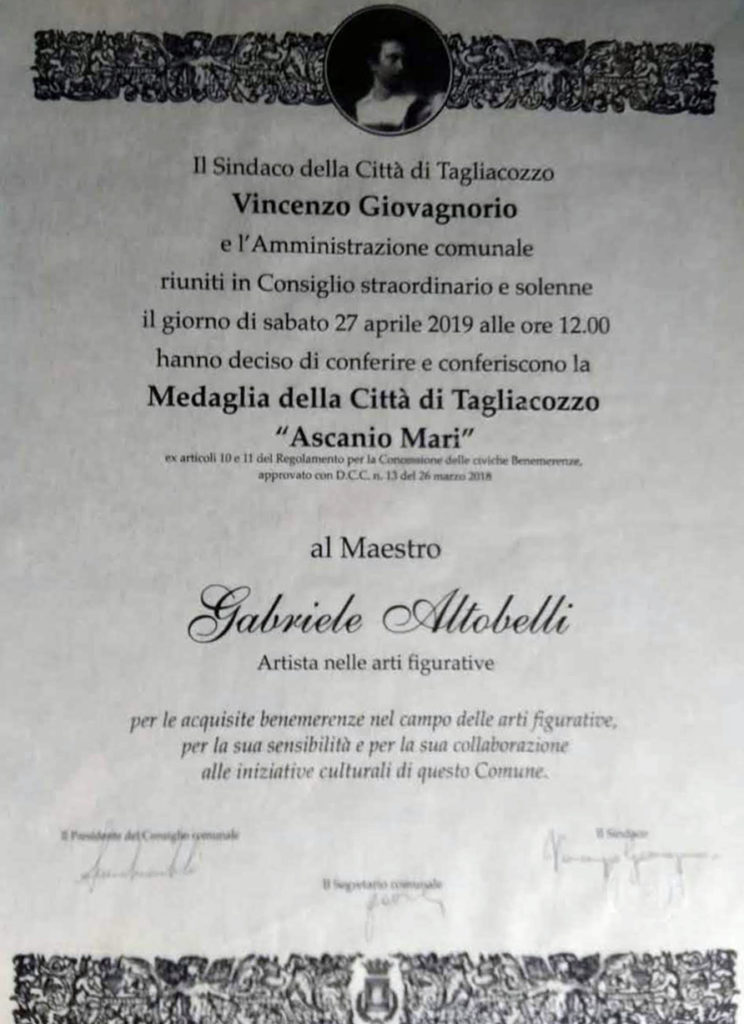 Il Sindaco della Città di Tagliacozzo
Vincenzo Giovagnorio
e l'Amministrazione comunale
riuniti in Consiglio straordinario e solenne
il giorno di sabato 27 aprile 2019 alle ore 12.00
hanno deciso di conferire e conferiscono la
Medaglia della Città di Tagliacozzo
“Ascanio Mari”
ex articoli 10 e 11 del Regolamento per la Concessione delle civiche Benemerenze,
approvato con D.C.C. n. 13 del 26 marzo 2018
al Maestro
Gabriele Altobelli
Artista nelle arti figurative
per le acquisite benemerenze nel campo delle arti figurative,
per la sua sensibilità e per la sua collaborazione
alle iniziative culturali di questo Comune.
Il Presidente del Consiglio comunale
Il Sindaco
Il Segretario comunale